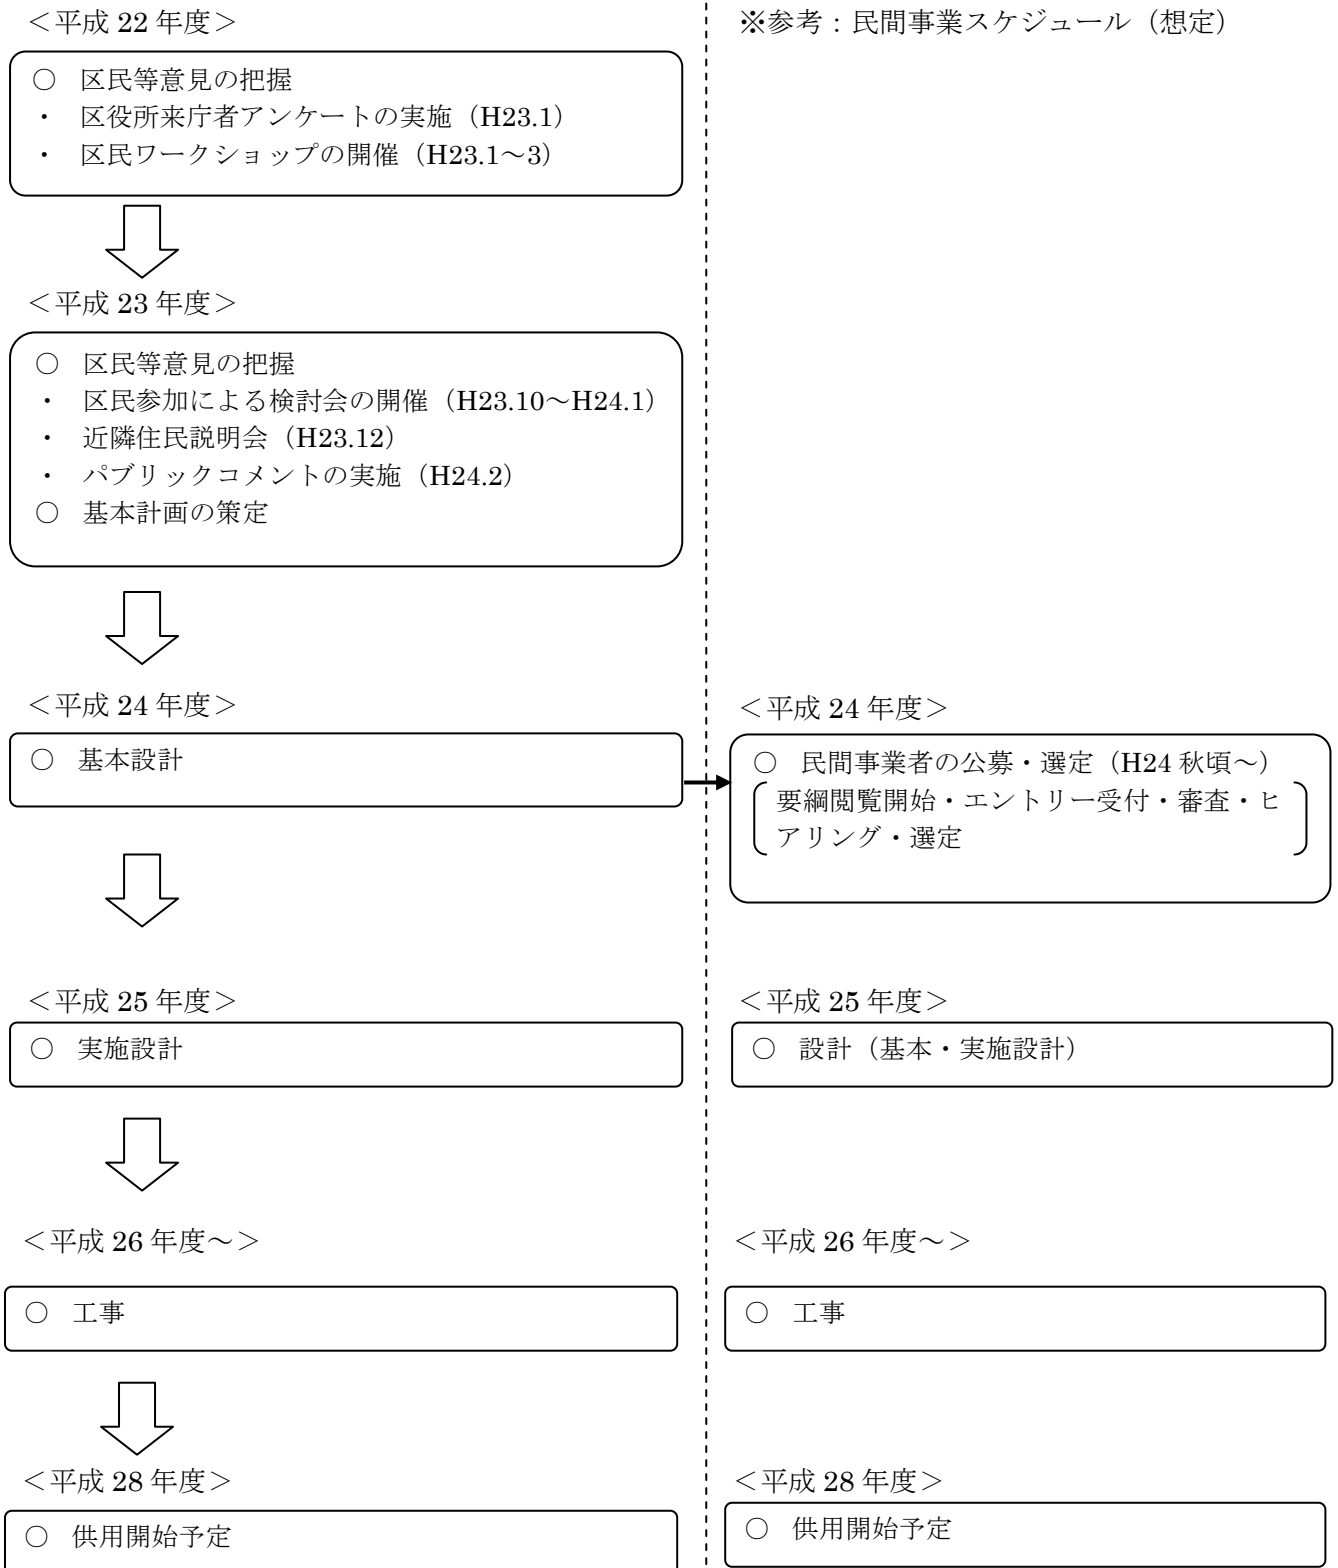 ＜平成 22 年度＞
○ 区民等意見の把握
・ 区役所来庁者アンケートの実施（H23.1）
・ 区民ワークショップの開催（H23.1～3）
＜平成 23 年度＞
○ 区民等意見の把握
・ 区民参加による検討会の開催（H23.10～H24.1）
・ 近隣住民説明会（H23.12）
・ パブリックコメントの実施（H24.2）
○ 基本計画の策定
＜平成 24 年度＞
○ 基本設計
＜平成 25 年度＞
○ 実施設計
＜平成 26 年度～＞
○ 工事
＜平成 28 年度＞
○ 供用開始予定
※参考：民間事業スケジュール（想定）
＜平成 24 年度＞
○ 民間事業者の公募・選定（H24 秋頃～）
要綱閲覧開始・エントリー受付・審査・ヒ
アリング・選定
＜平成 25 年度＞
○ 設計（基本・実施設計）
＜平成 26 年度～＞
○ 工事
＜平成 28 年度＞
○ 供用開始予定